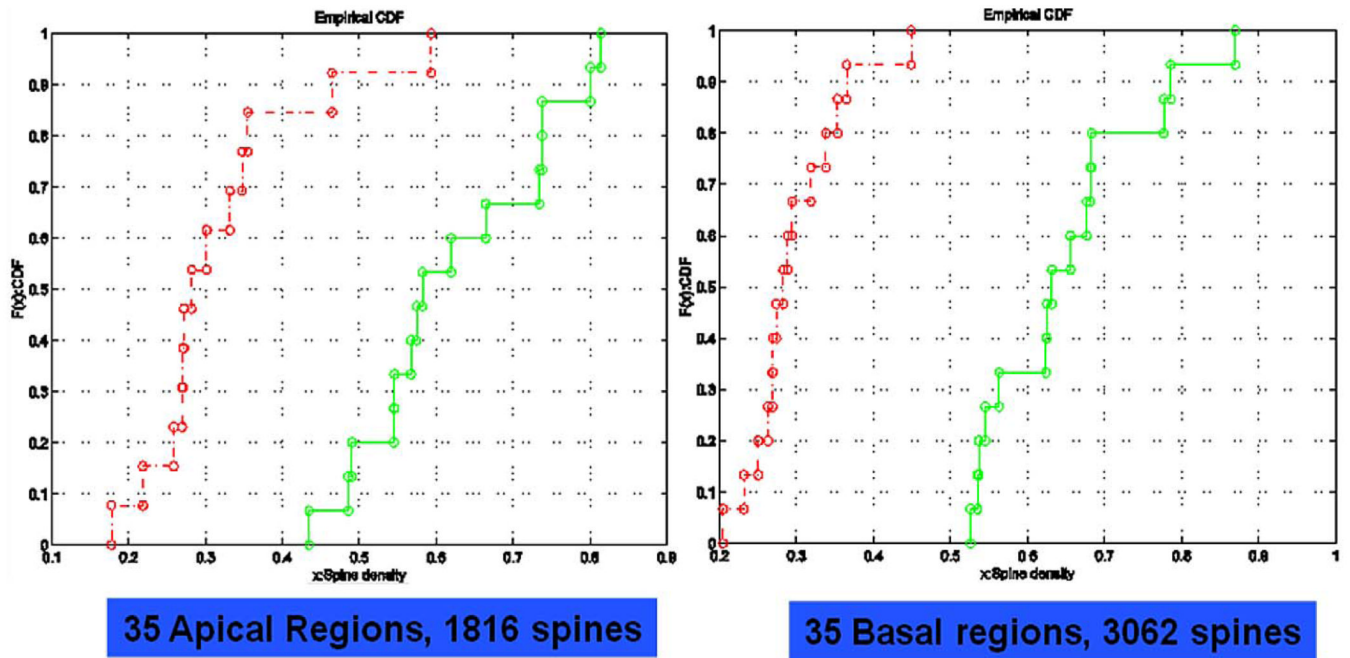 Empirical CDF
1
0.9
0.8
0.7
0.6
0.5
0.4
0.3
0.2
0.1
0
F(x):CDF
0.1 0.2 0.3 0.4 0.5 0.6 0.7 0.8 0.9
x:Spine density
35 Apical Regions, 1816 spines
Empirical CDF
1
0.9
0.8
0.7
0.6
0.5
0.4
0.3
0.2
0.1
0
F(x):CDF
0.2 0.3 0.4 0.5 0.6 0.7 0.8 0.9 1
x:Spine density
35 Basal regions, 3062 spines